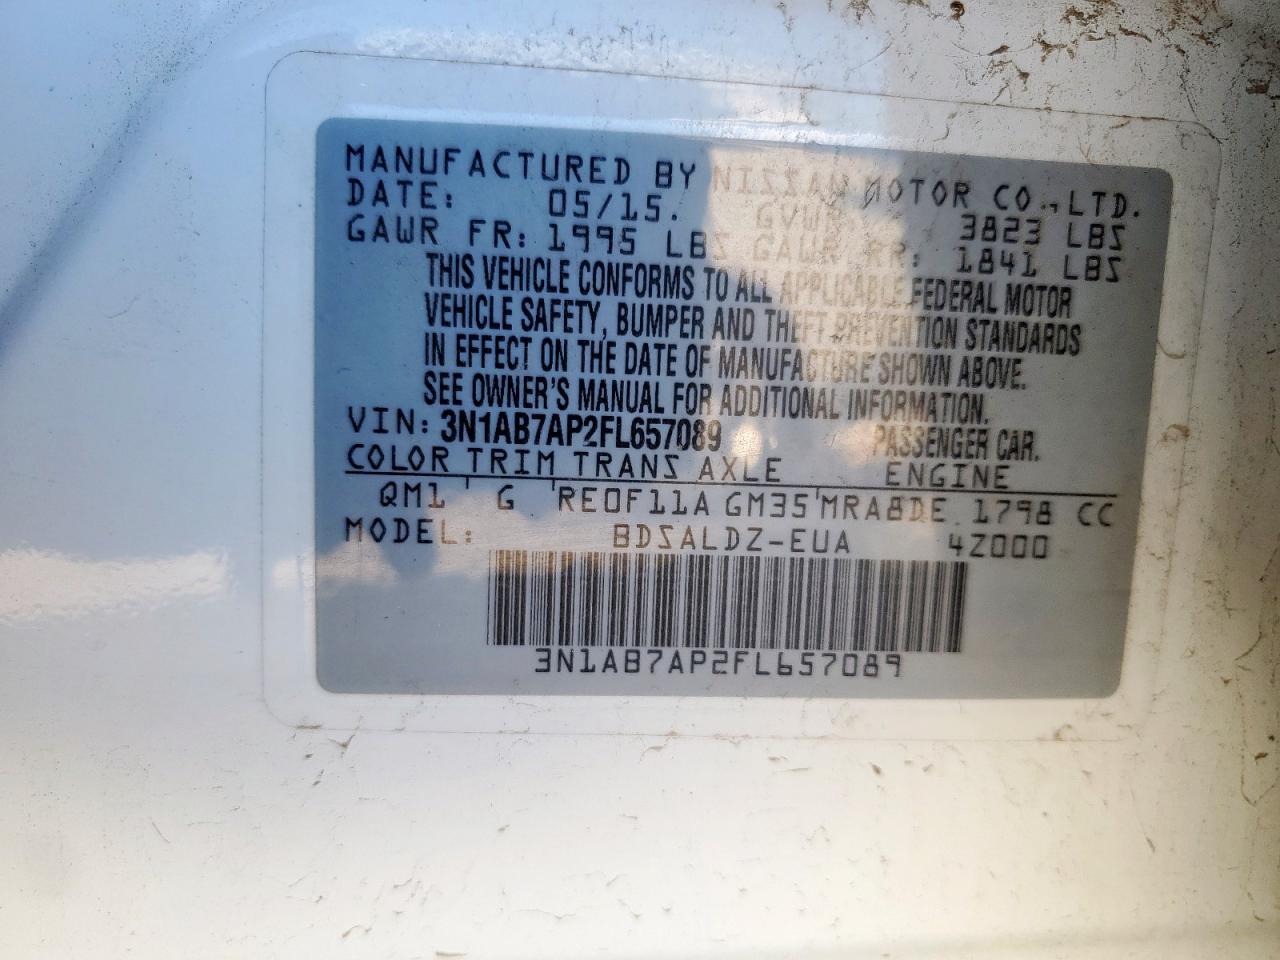 MANUFACTURED BY NISSAN MOTOR CO.,LTD.
DATE: 05/15. GVWR: 3823 LBS
GAWR FR: 1995 LBS GAWR RR: 1841 LBS
THIS VEHICLE CONFORMS TO ALL APPLICABLE FEDERAL MOTOR
VEHICLE SAFETY, BUMPER AND THEFT PREVENTION STANDARDS
IN EFFECT ON THE DATE OF MANUFACTURE SHOWN ABOVE.
SEE OWNER'S MANUAL FOR ADDITIONAL INFORMATION.
VIN: 3N1AB7AP2FL657089 PASSENGER CAR.
COLOR TRIM TRANS AXLE ENGINE
QM1 G RE0F11A GM35 MRA8DE 1798 CC
MODEL: BDSALDZ-EUA 4Z000
3N1AB7AP2FL657089